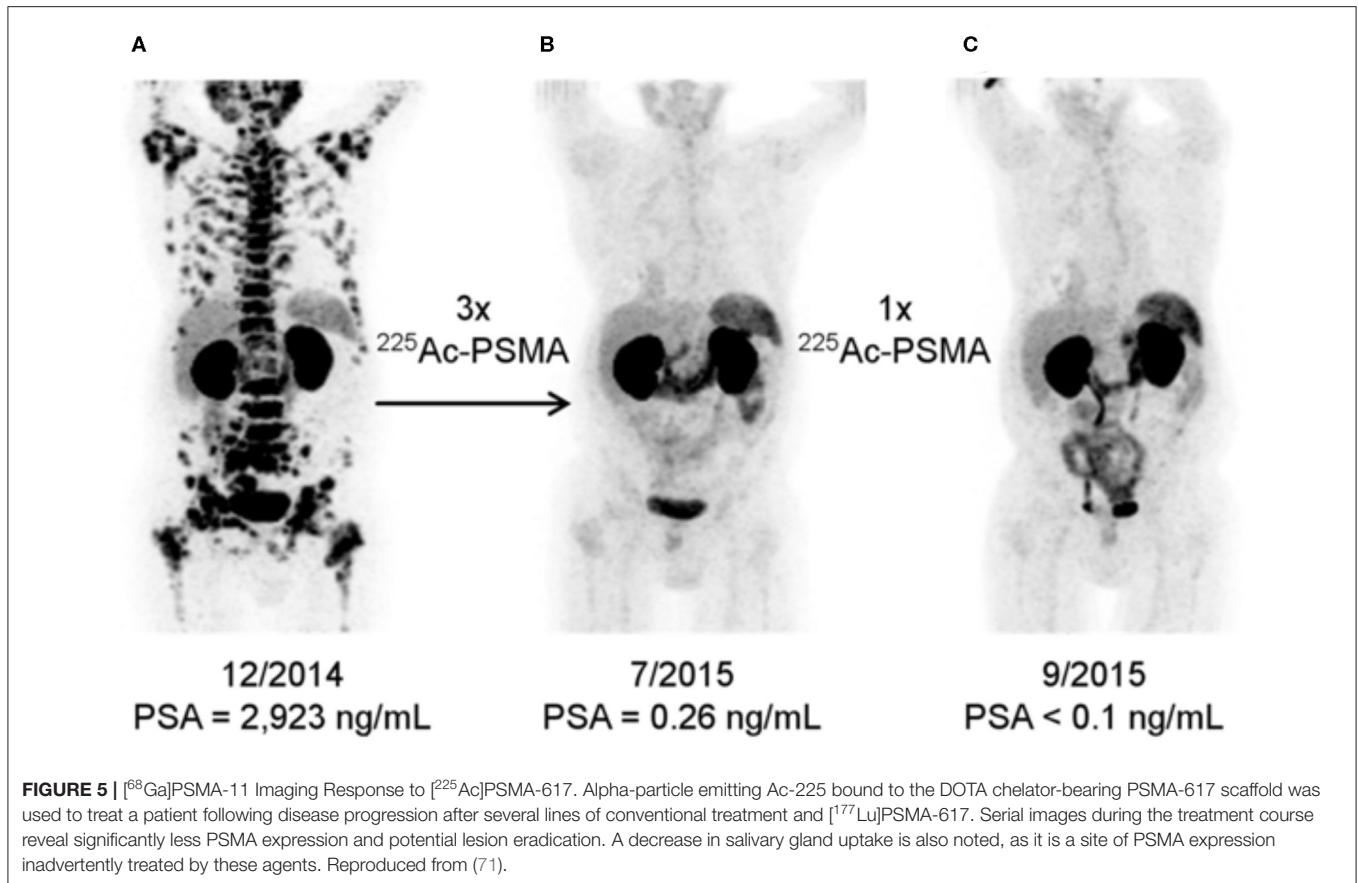 A
B
C
3x
²²⁵Ac-PSMA
1x
²²⁵Ac-PSMA
12/2014
PSA = 2,923 ng/mL
7/2015
PSA = 0.26 ng/mL
9/2015
PSA < 0.1 ng/mL
FIGURE 5 | [⁶⁸Ga]PSMA-11 Imaging Response to [²²⁵Ac]PSMA-617. Alpha-particle emitting Ac-225 bound to the DOTA chelator-bearing PSMA-617 scaffold was
used to treat a patient following disease progression after several lines of conventional treatment and [¹⁷⁷Lu]PSMA-617. Serial images during the treatment course
reveal significantly less PSMA expression and potential lesion eradication. A decrease in salivary gland uptake is also noted, as it is a site of PSMA expression
inadvertently treated by these agents. Reproduced from (71).